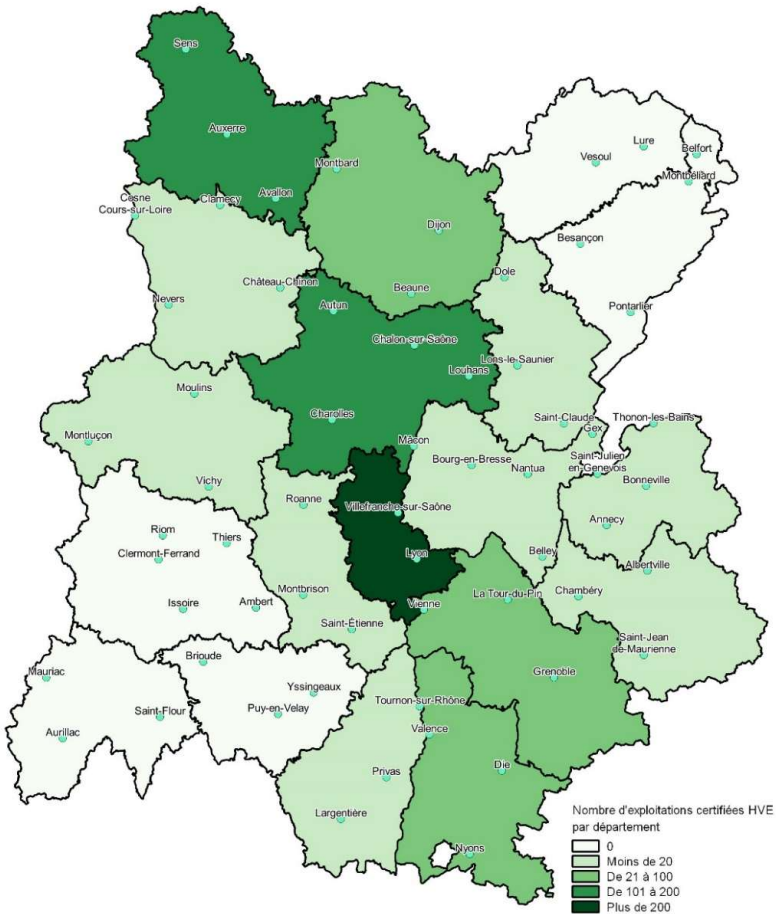 Sens
Auxerre
Montbard
Lure
Vesoul
Belfort
Montbéliard
Cosne
Cours-sur-Loire
Clamecy
Avallon
Dijon
Besançon
Château-Chinon
Beaune
Dole
Nevers
Autun
Pontarlier
Chalon-sur-Saône
Louhans
Lons-le-Saunier
Moulins
Charolles
Saint-Claude
Thonon-les-Bains
Gex
Montluçon
Mâcon
Bourg-en-Bresse
Nantua
Saint-Julien
en-Genevois
Bonneville
Vichy
Roanne
Villefranche-sur-Saône
Annecy
Riom
Thiers
Clermont-Ferrand
Lyon
Belley
Albertville
Issoire
Ambert
Montbrison
Vienne
La Tour-du-Pin
Chambéry
Saint-Étienne
Saint-Jean
de-Maurienne
Brioude
Mauriac
Yssingeaux
Grenoble
Saint-Flour
Puy-en-Velay
Tournon-sur-Rhône
Aurillac
Valence
Die
Privas
Largentière
Nyons
Nombre d'exploitations certifiées HVE
par département
0
Moins de 20
De 21 à 100
De 101 à 200
Plus de 200